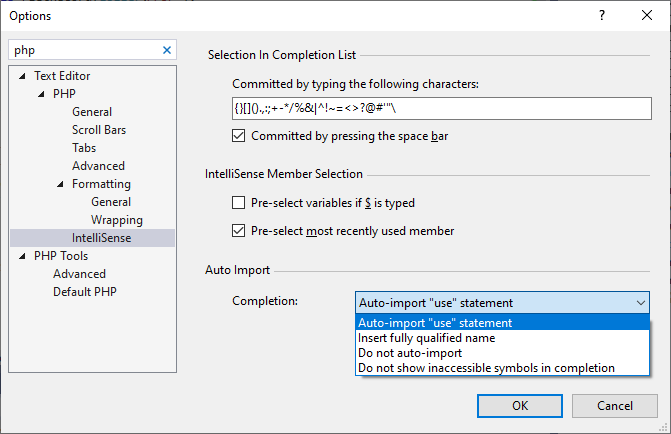 Options
php
Text Editor
PHP
General
Scroll Bars
Tabs
Advanced
Formatting
General
Wrapping
IntelliSense
PHP Tools
Advanced
Default PHP
Selection In Completion List
Committed by typing the following characters:
{}[]().,:;+-*/%&|^!~=<>?@#'"\
Committed by pressing the space bar
IntelliSense Member Selection
Pre-select variables if $ is typed
Pre-select most recently used member
Auto Import
Completion:
Auto-import "use" statement
Auto-import "use" statement
Insert fully qualified name
Do not auto-import
Do not show inaccessible symbols in completion
OK
Cancel